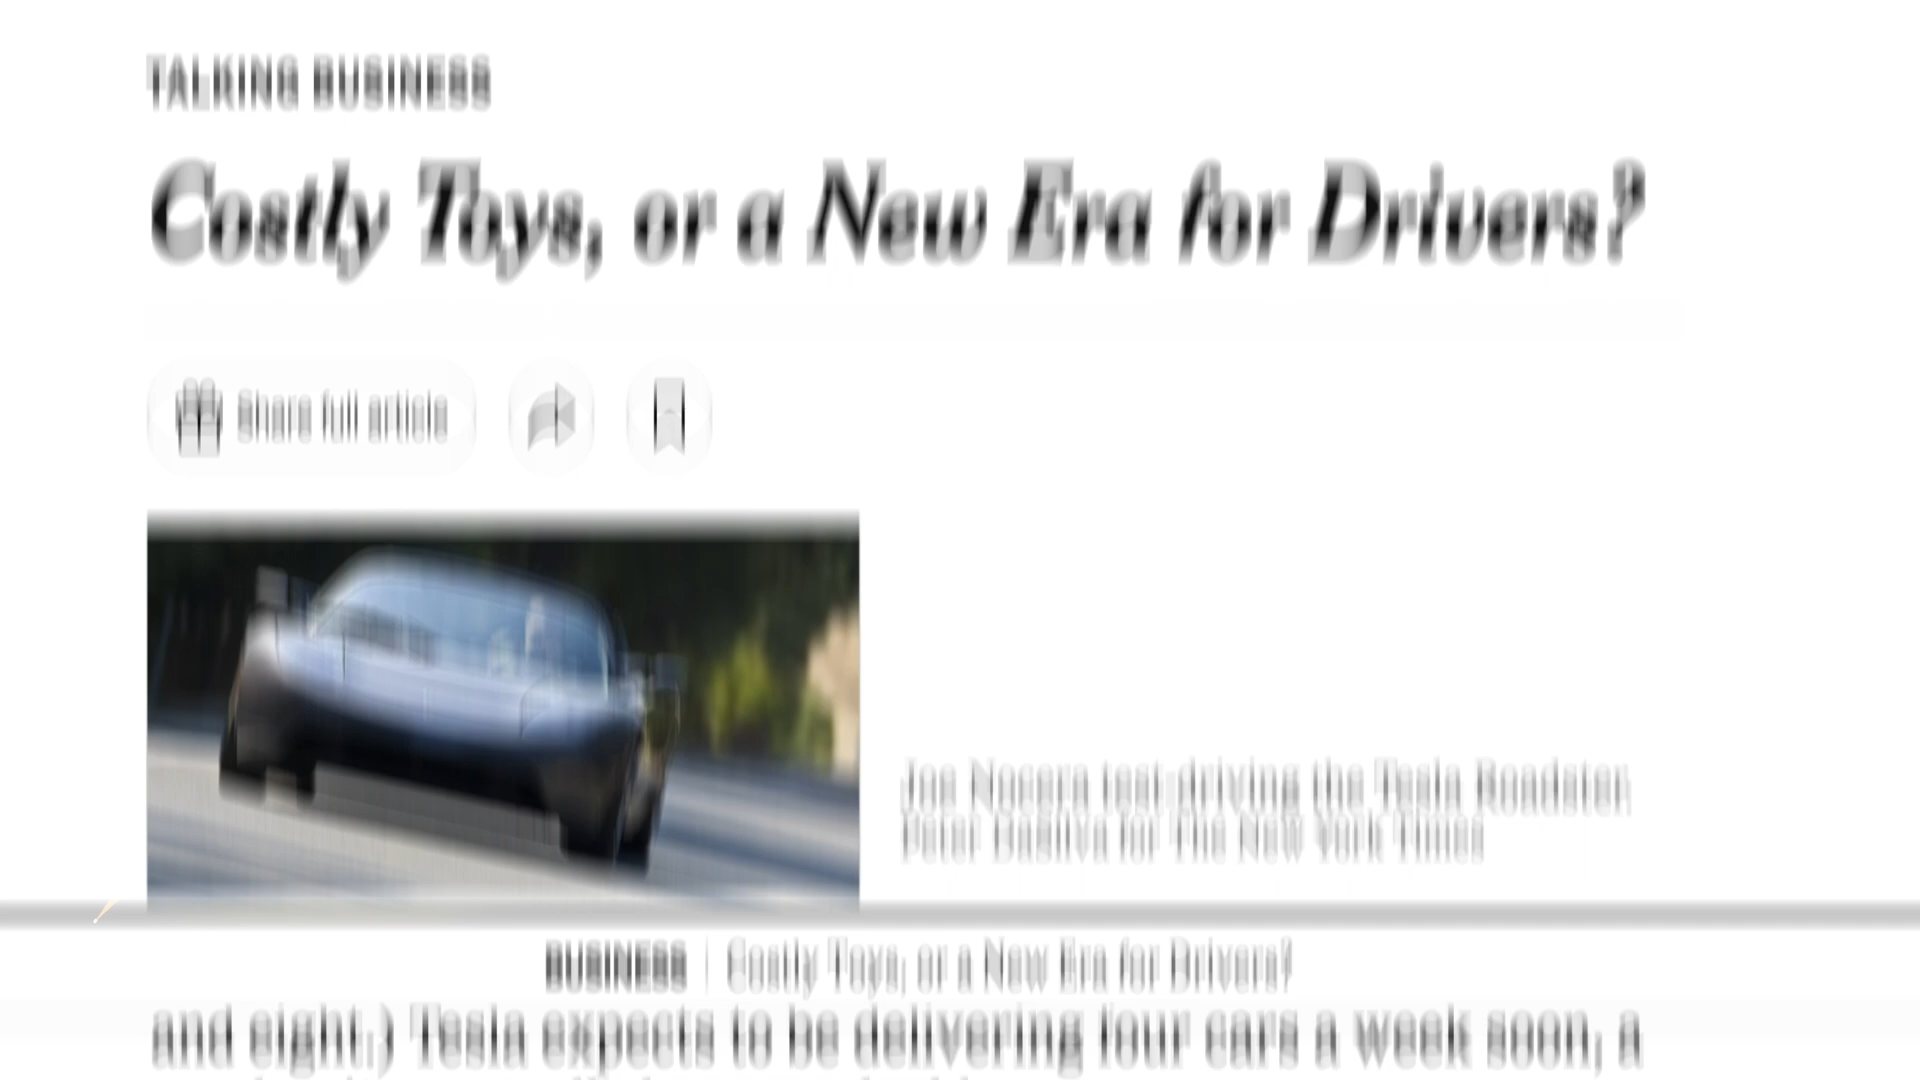 TALKING BUSINESS
Costly Toys, or a New Era for Drivers?
Share full article
Joe Nocera test-driving the Tesla Roadster.
Peter DaSilva for The New York Times
BUSINESS | Costly Toys, or a New Era for Drivers?
and eight.) Tesla expects to be delivering four cars a week soon, a